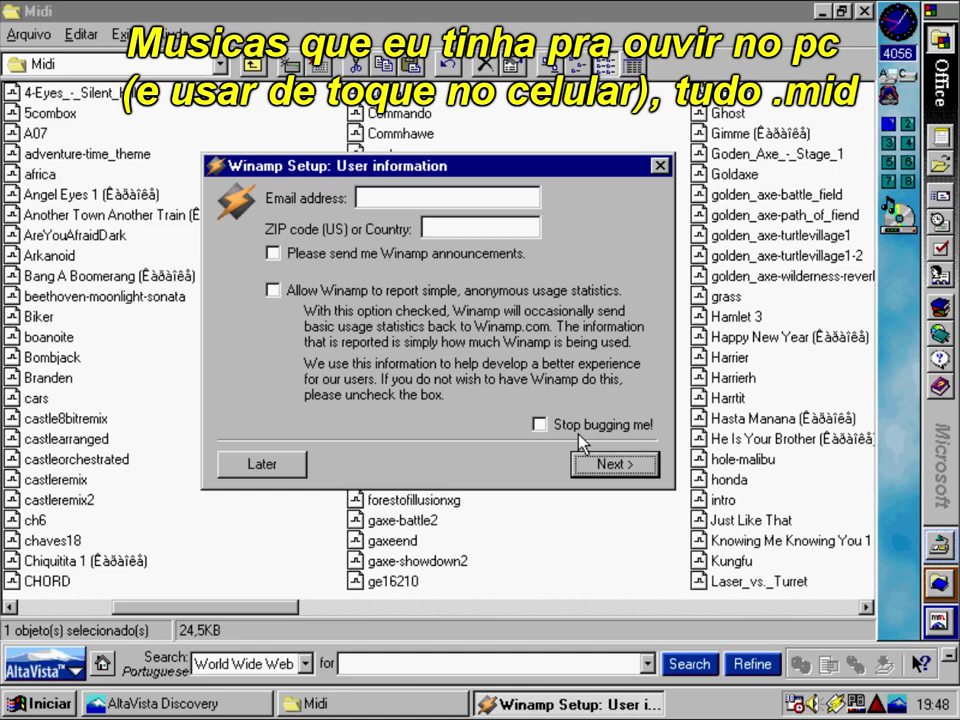 Midi
Arquivo Editar
Musicas que eu tinha pra ouvir no pc
(e usar de toque no celular), tudo .mid
Midi
4056
Office
5combox
A07
adventure-time_theme
africa
Angel Eyes 1 (Êàðàîêå)
Another Town Another Train (Ê
AreYouAfraidDark
Arkanoid
Bang A Boomerang (Êàðàîêå)
beethoven-moonlight-sonata
Biker
boanoite
Bombjack
Branden
cars
castle8bitremix
castlearranged
castleorchestrated
castleremix
castleremix2
ch6
chaves18
Chiquitita 1 (Êàðàîêå)
CHORD
Commando
Commhawe
forestofillusionxg
gaxe-battle2
gaxeend
gaxe-showdown2
ge16210
Ghost
Gimme (Êàðàîêå)
Goden_Axe_-_Stage_1
Goldaxe
golden_axe-battle_field
golden_axe-path_of_fiend
golden_axe-turtlevillage1
golden_axe-turtlevillage1-2
golden_axe-wilderness-reverl
grass
Hamlet 3
Happy New Year (Êàðàîêå)
Harrier
Harrierh
Harrtit
Hasta Manana (Êàðàîêå)
He Is Your Brother (Êàðàîêå)
hole-malibu
honda
intro
Just Like That
Knowing Me Knowing You 1
Kungfu
Laser_vs._Turret
Winamp Setup: User information
Email address:
ZIP code (US) or Country:
Please send me Winamp announcements.
Allow Winamp to report simple, anonymous usage statistics.
With this option checked, Winamp will occasionally send
basic usage statistics back to Winamp.com. The information
that is reported is simply how much Winamp is being used.
We use this information to help develop a better experience
for our users. If you do not wish to have Winamp do this,
please uncheck the box.
Stop bugging me!
Later
Next >
1 2
3 4
5 6
7 8
Microsoft
1 objeto(s) selecionado(s) 24,5KB
AltaVista™ Search: Portuguese World Wide Web for Search Refine
Iniciar AltaVista Discovery Midi Winamp Setup: User i... 19:48